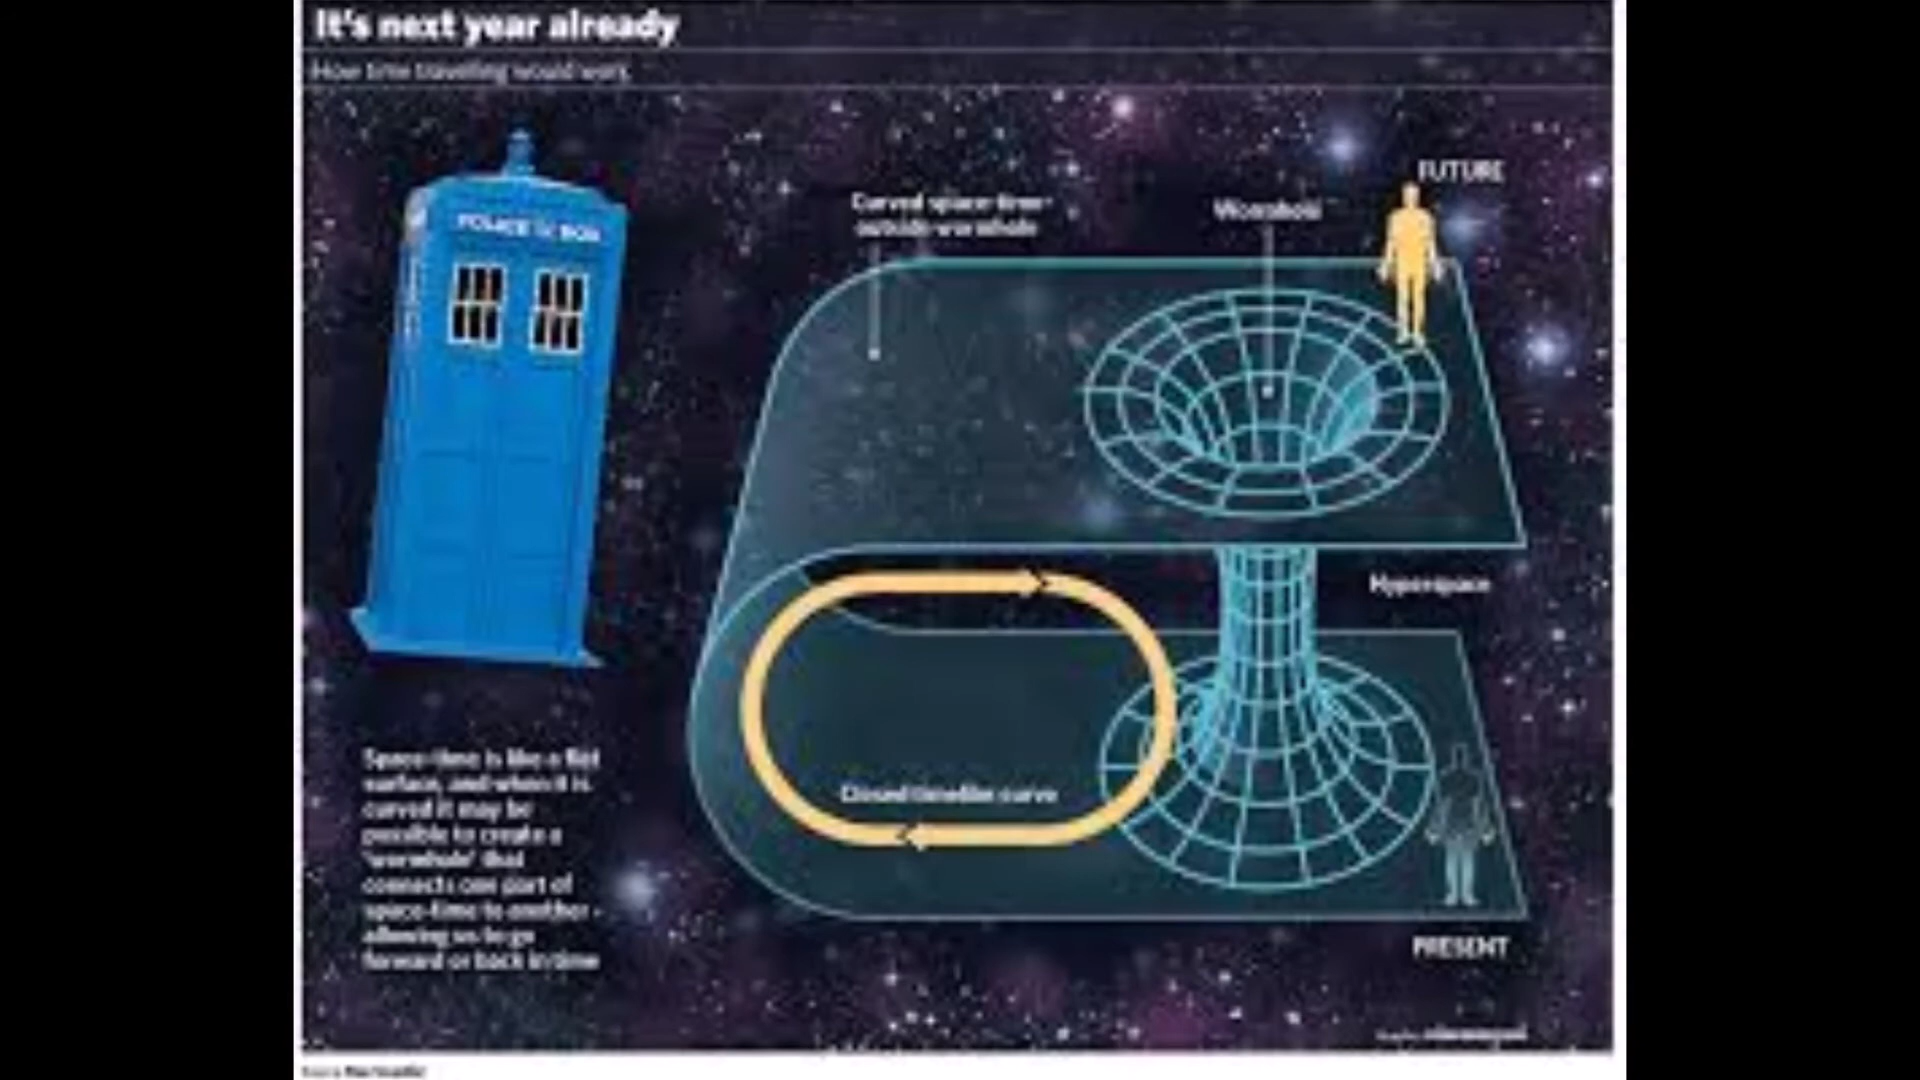 It's next year already
How time travelling would work
POLICE BOX
FUTURE
Curved space-time
outside wormhole
Wormhole
Hyperspace
Closed timelike curve
Space-time is like a flat
surface, and when it is
curved it may be
possible to create a
'wormhole' that
connects one part of
space-time to another -
allowing us to go
forward or back in time
PRESENT